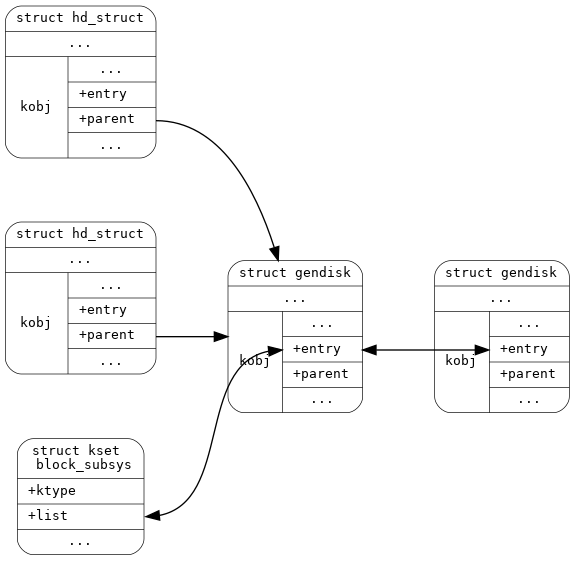 struct hd_struct
...
kobj
...
+entry
+parent
...
struct hd_struct
...
kobj
...
+entry
+parent
...
struct gendisk
...
kobj
...
+entry
+parent
...
struct gendisk
...
kobj
...
+entry
+parent
...
struct kset
block_subsys
+ktype
+list
...